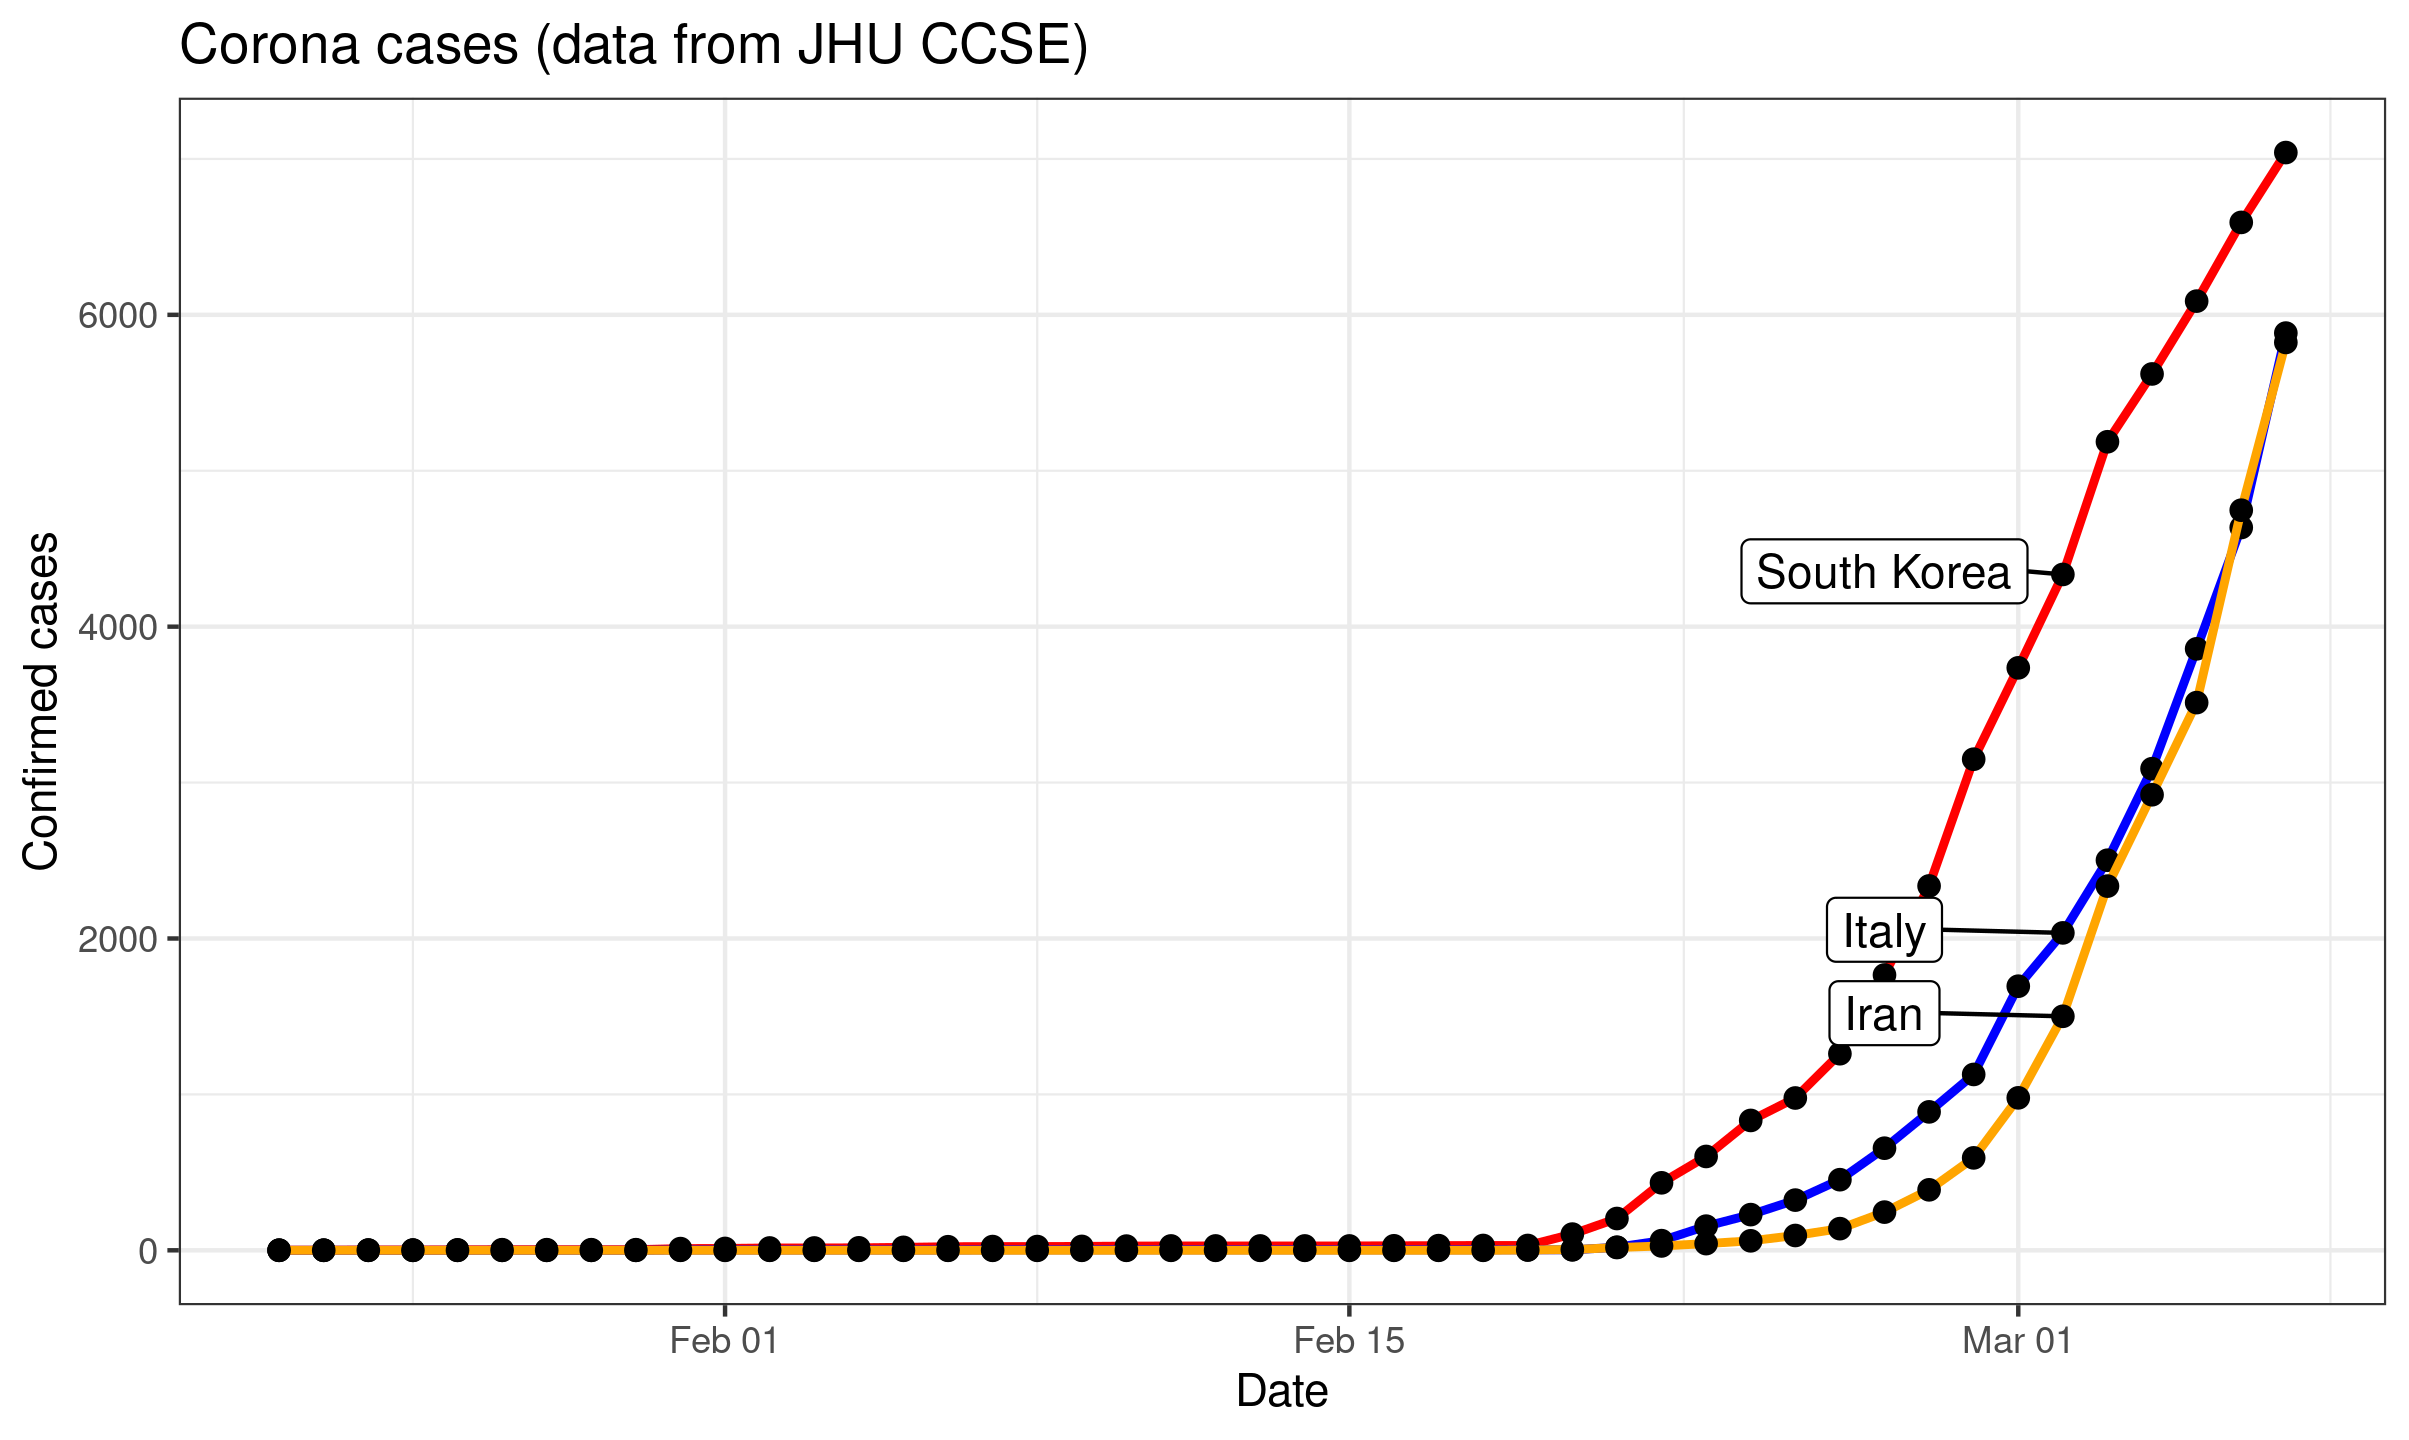 Corona cases (data from JHU CCSE)
Confirmed cases
6000
4000
2000
0
South Korea
Italy
Iran
Feb 01
Feb 15
Mar 01
Date